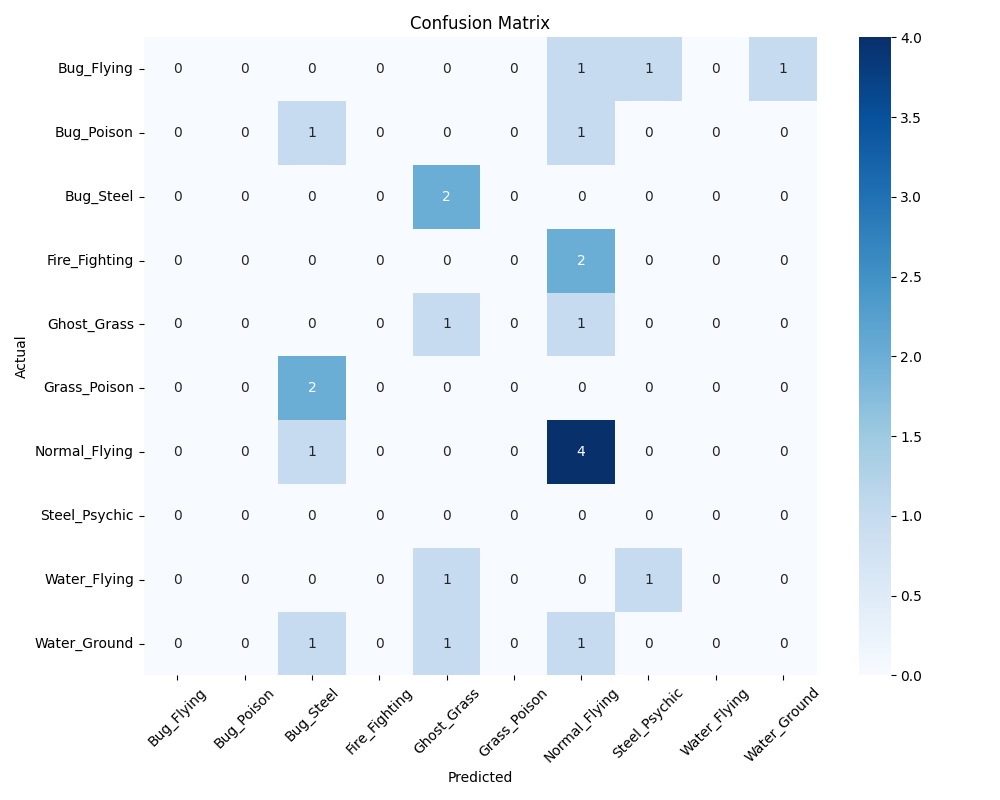 Confusion Matrix
Actual
Bug_Flying 0 0 0 0 0 0 1 1 0 1
Bug_Poison 0 0 1 0 0 0 1 0 0 0
Bug_Steel 0 0 0 0 2 0 0 0 0 0
Fire_Fighting 0 0 0 0 0 0 2 0 0 0
Ghost_Grass 0 0 0 0 1 0 1 0 0 0
Grass_Poison 0 0 2 0 0 0 0 0 0 0
Normal_Flying 0 0 1 0 0 0 4 0 0 0
Steel_Psychic 0 0 0 0 0 0 0 0 0 0
Water_Flying 0 0 0 0 1 0 0 1 0 0
Water_Ground 0 0 1 0 1 0 1 0 0 0
Bug_Flying Bug_Poison Bug_Steel Fire_Fighting Ghost_Grass Grass_Poison Normal_Flying Steel_Psychic Water_Flying Water_Ground
Predicted
4.0
3.5
3.0
2.5
2.0
1.5
1.0
0.5
0.0